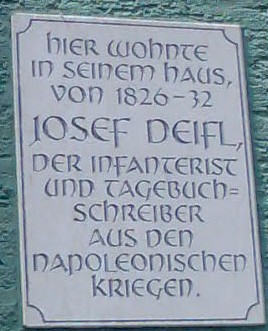 HIER WOHNTE
IN SEINEM HAUS,
VON 1826-32
JOSEF DEIFL,
DER INFANTERIST
UND TAGEBUCH=
SCHREIBER
AUS DEN
NAPOLEONISCHEN
KRIEGEN.